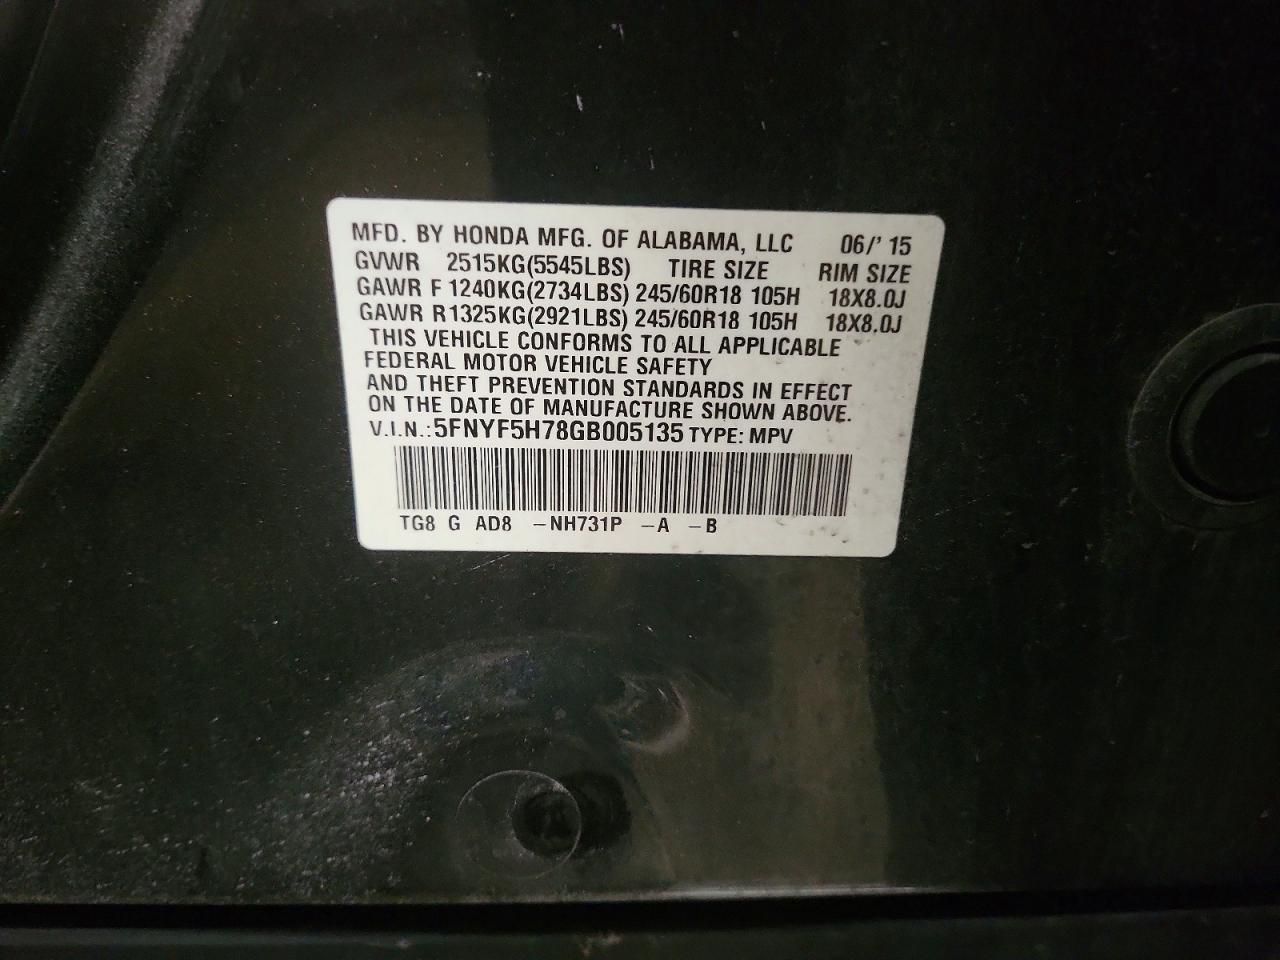 MFD. BY HONDA MFG. OF ALABAMA, LLC 06/' 15
GVWR 2515KG(5545LBS) TIRE SIZE RIM SIZE
GAWR F 1240KG(2734LBS) 245/60R18 105H 18X8.0J
GAWR R1325KG(2921LBS) 245/60R18 105H 18X8.0J
THIS VEHICLE CONFORMS TO ALL APPLICABLE
FEDERAL MOTOR VEHICLE SAFETY
AND THEFT PREVENTION STANDARDS IN EFFECT
ON THE DATE OF MANUFACTURE SHOWN ABOVE.
V.I.N.: 5FNYF5H78GB005135 TYPE: MPV
TG8 G AD8 -NH731P -A -B